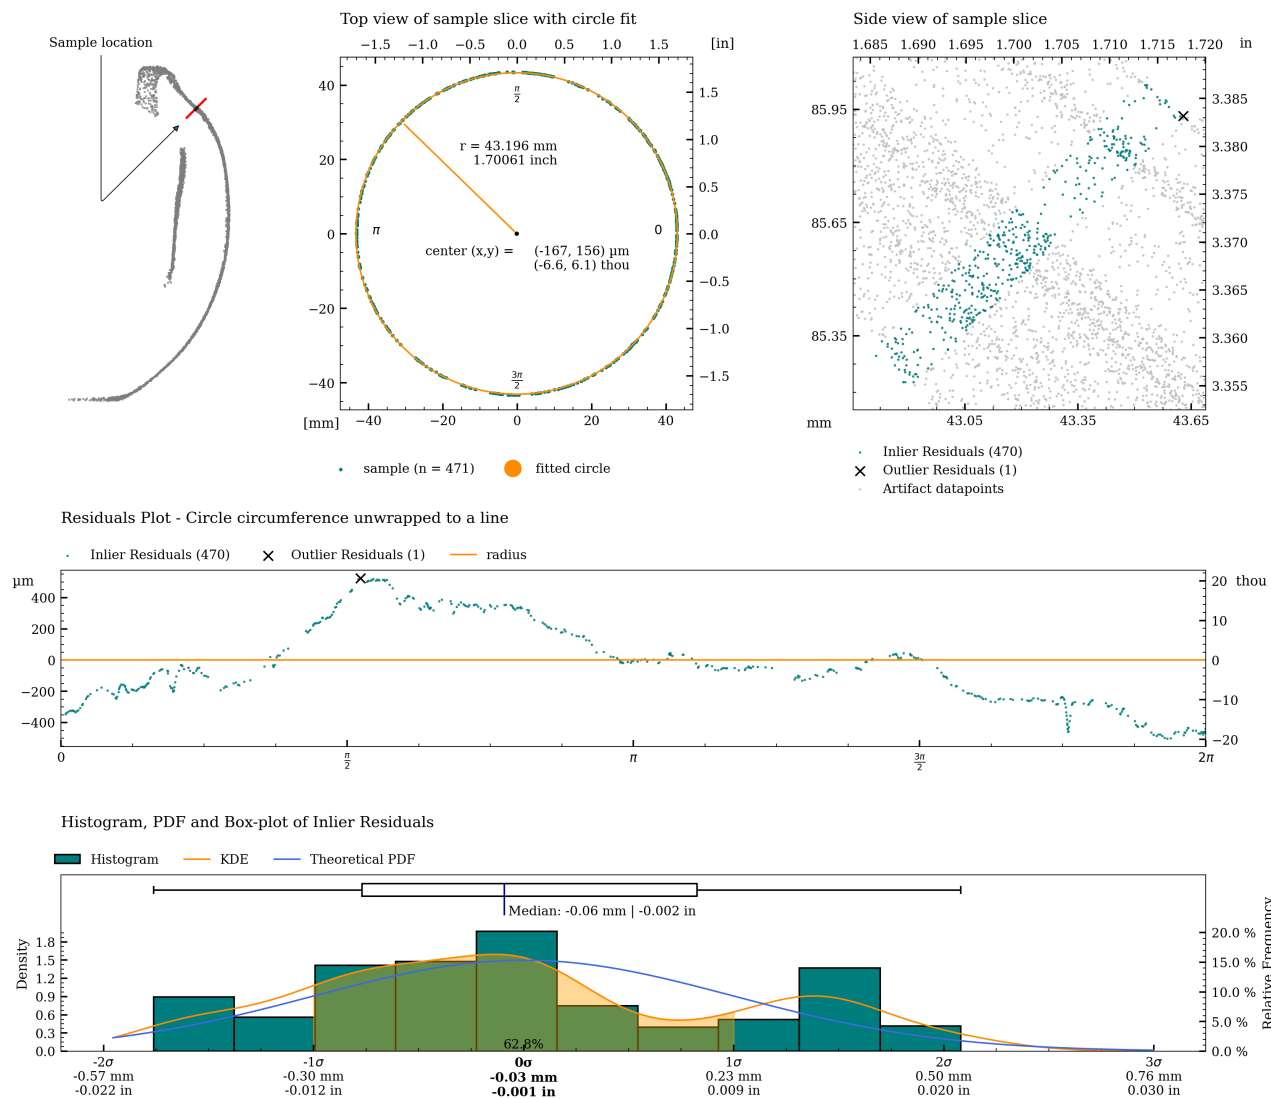 Sample location
Top view of sample slice with circle fit
−1.5 −1.0 −0.5 0.0 0.5 1.0 1.5 [in]
40
20
0
−20
−40
1.5
1.0
0.5
0.0
−0.5
−1.0
−1.5
π/2
r = 43.196 mm
1.70061 inch
π
0
center (x,y) = (-167, 156) µm
(-6.6, 6.1) thou
3π/2
[mm] −40 −20 0 20 40
sample (n = 471) fitted circle
Side view of sample slice
1.685 1.690 1.695 1.700 1.705 1.710 1.715 1.720 in
85.95
85.65
85.35
3.385
3.380
3.375
3.370
3.365
3.360
3.355
mm 43.05 43.35 43.65
Inlier Residuals (470)
Outlier Residuals (1)
Artifact datapoints
Residuals Plot - Circle circumference unwrapped to a line
Inlier Residuals (470) Outlier Residuals (1) radius
µm
400
200
0
−200
−400
20 thou
10
0
−10
−20
0 π/2 π 3π/2 2π
Histogram, PDF and Box-plot of Inlier Residuals
Histogram KDE Theoretical PDF
Median: -0.06 mm | -0.002 in
Density
1.8
1.5
1.2
0.9
0.6
0.3
0.0
Relative Frequency
20.0 %
15.0 %
10.0 %
5.0 %
0.0 %
62.8%
-2σ -1σ 0σ 1σ 2σ 3σ
-0.57 mm -0.30 mm -0.03 mm 0.23 mm 0.50 mm 0.76 mm
-0.022 in -0.012 in -0.001 in 0.009 in 0.020 in 0.030 in